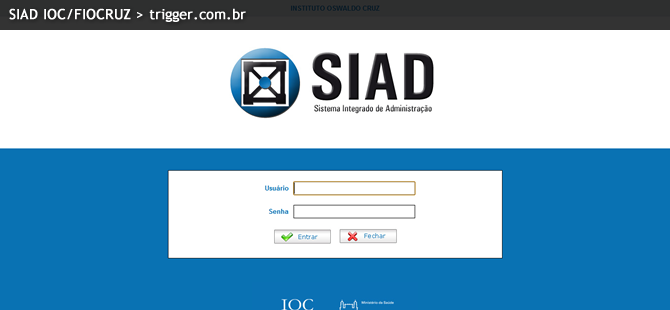 INSTITUTO OSWALDO CRUZ
SIAD IOC/FIOCRUZ > trigger.com.br
SIAD
Sistema Integrado de Administração
Usuário
Senha
Entrar
Fechar
IOC
Ministério da Saúde